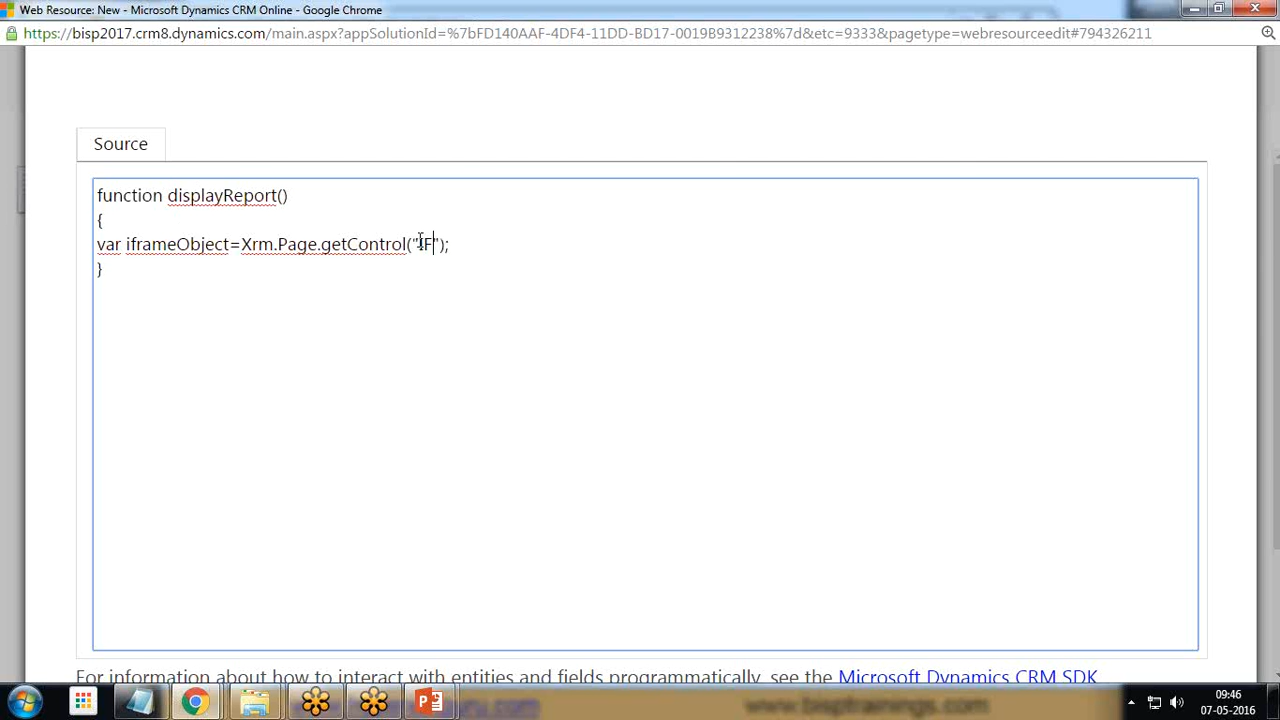 Web Resource: New - Microsoft Dynamics CRM Online - Google Chrome
https://bisp2017.crm8.dynamics.com/main.aspx?appSolutionId=%7bFD140AAF-4DF4-11DD-BD17-0019B9312238%7d&etc=9333&pagetype=webresourceedit#794326211
Source
function displayReport()
{
var iframeObject=Xrm.Page.getControl("IF");
}
For information about how to interact with entities and fields programmatically, see the Microsoft Dynamics CRM SDK
www.bisptrainings.com
09:46
07-05-2016